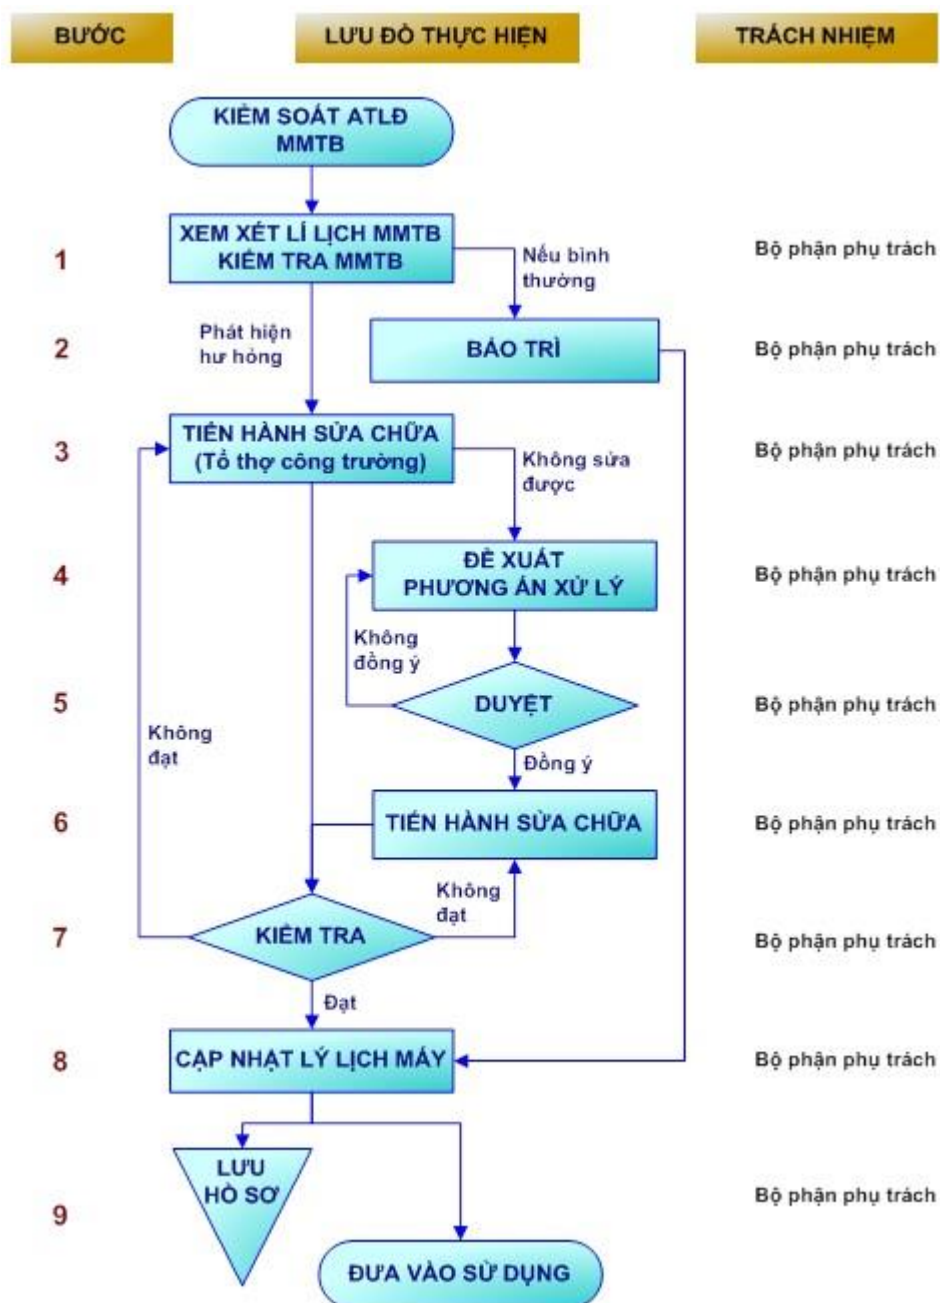 BƯỚC
LƯU ĐỒ THỰC HIỆN
TRÁCH NHIỆM
KIỂM SOÁT ATLĐ
MMTB
1
XEM XÉT LÍ LỊCH MMTB
KIỂM TRA MMTB
Nếu bình
thường
Bộ phận phụ trách
Phát hiện
hư hỏng
2
BẢO TRÌ
Bộ phận phụ trách
3
TIẾN HÀNH SỬA CHỮA
(Tổ thợ công trường)
Không sửa
được
Bộ phận phụ trách
4
ĐỀ XUẤT
PHƯƠNG ÁN XỬ LÝ
Bộ phận phụ trách
Không
đồng ý
5
DUYỆT
Bộ phận phụ trách
Không
đạt
Đồng ý
6
TIẾN HÀNH SỬA CHỮA
Bộ phận phụ trách
Không
đạt
7
KIỂM TRA
Bộ phận phụ trách
Đạt
8
CẬP NHẬT LÝ LỊCH MÁY
Bộ phận phụ trách
9
LƯU
HỒ SƠ
Bộ phận phụ trách
ĐƯA VÀO SỬ DỤNG